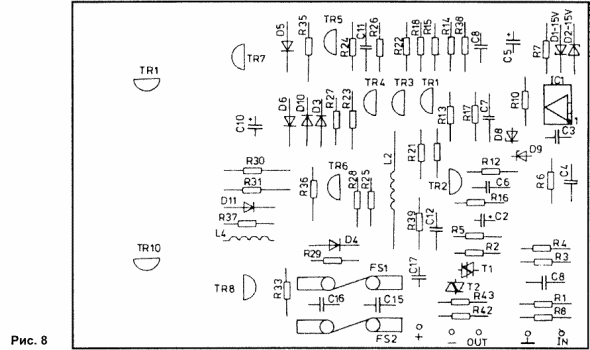 D5 R35 TR5 R24 C11 R26 R22 R18 R15 R14 R38 C8 C5 + R7 D1-15V D2-15V
TR7
TR1 TR4 TR3 TR1 IC1
C10 + D6 D10 D3 R27 R23 R13 R17 C7 R10 1
D8 C3
R21 D9
R30 TR6 L2 R12
R31 R36 R28 R25 TR2 C6 R6 C4
D11 R16
R37 R39 C12 + C2
L4 D4 R5 R4
R29 R2 R3
TR10 FS1 C17 T1
TR8 R33 T2 C8
C16 C15 R43 R1
R42 R8
FS2 + − OUT ⊥ IN
Рис. 8